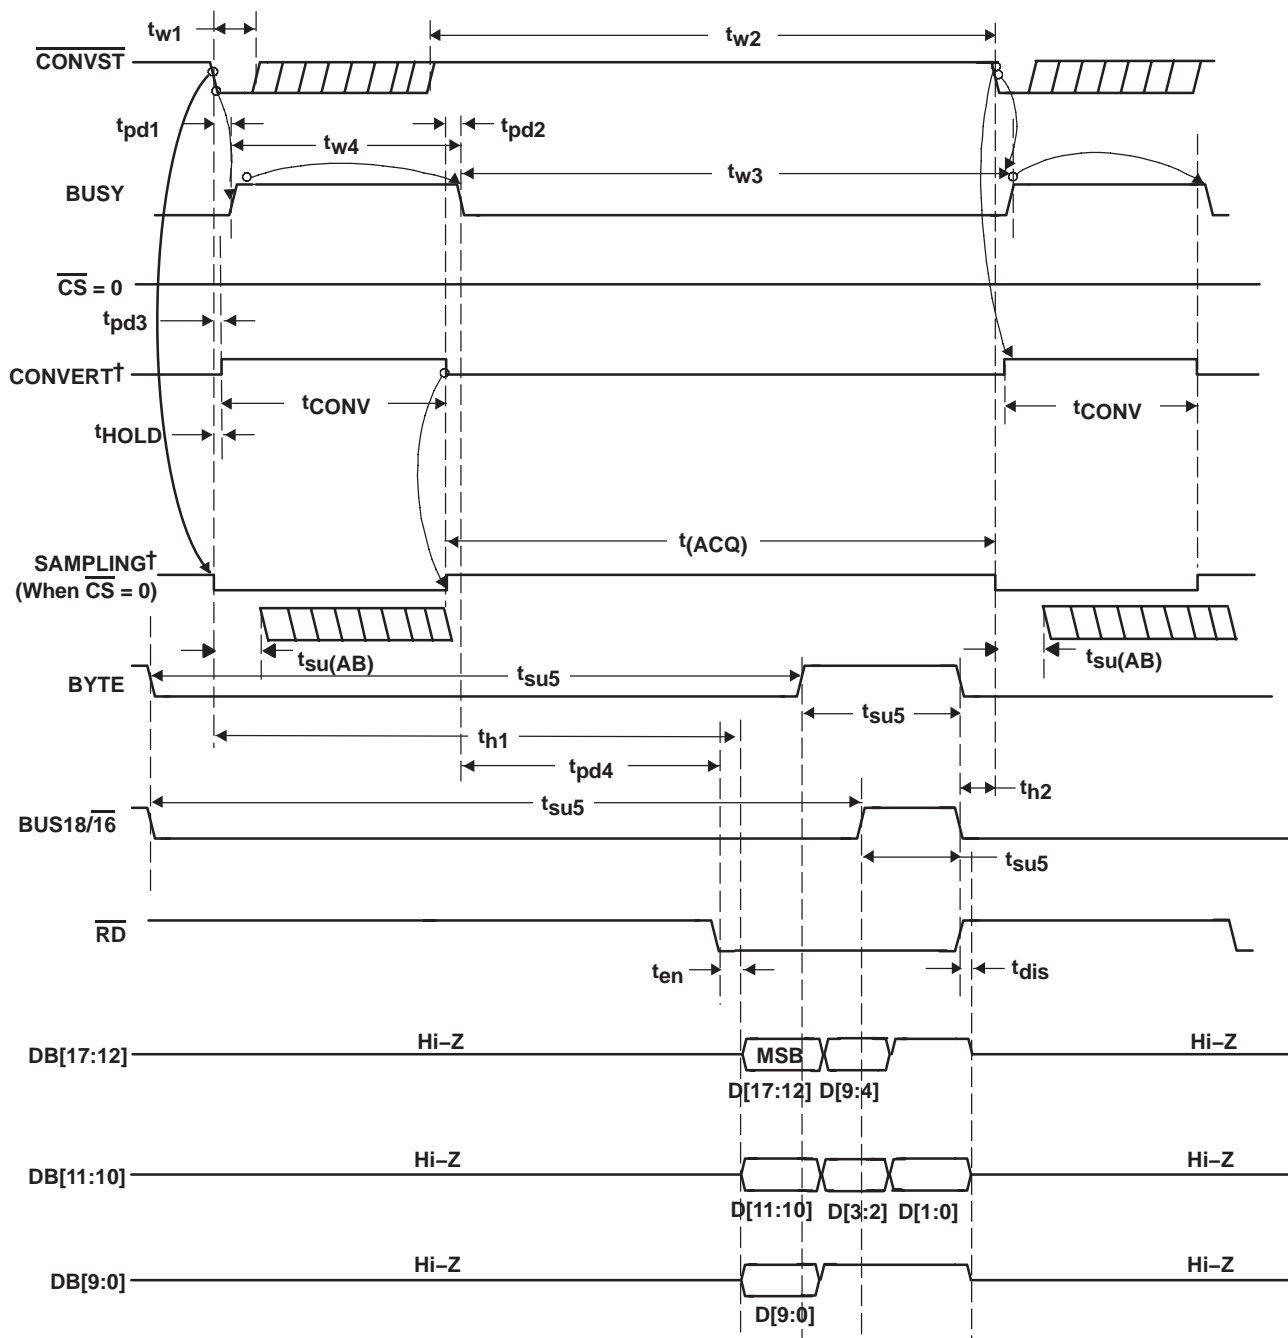 tw1
tw2
CONVST
tpd1
tw4
tpd2
tw3
BUSY
CS = 0
tpd3
CONVERT†
tCONV
tCONV
tHOLD
t(ACQ)
SAMPLING†
(When CS = 0)
tsu(AB)
tsu(AB)
tsu5
BYTE
tsu5
th1
tpd4
th2
tsu5
BUS18/16
tsu5
RD
ten
tdis
Hi–Z
Hi–Z
DB[17:12]
MSB
D[17:12]
D[9:4]
Hi–Z
Hi–Z
DB[11:10]
D[11:10]
D[3:2]
D[1:0]
Hi–Z
Hi–Z
DB[9:0]
D[9:0]